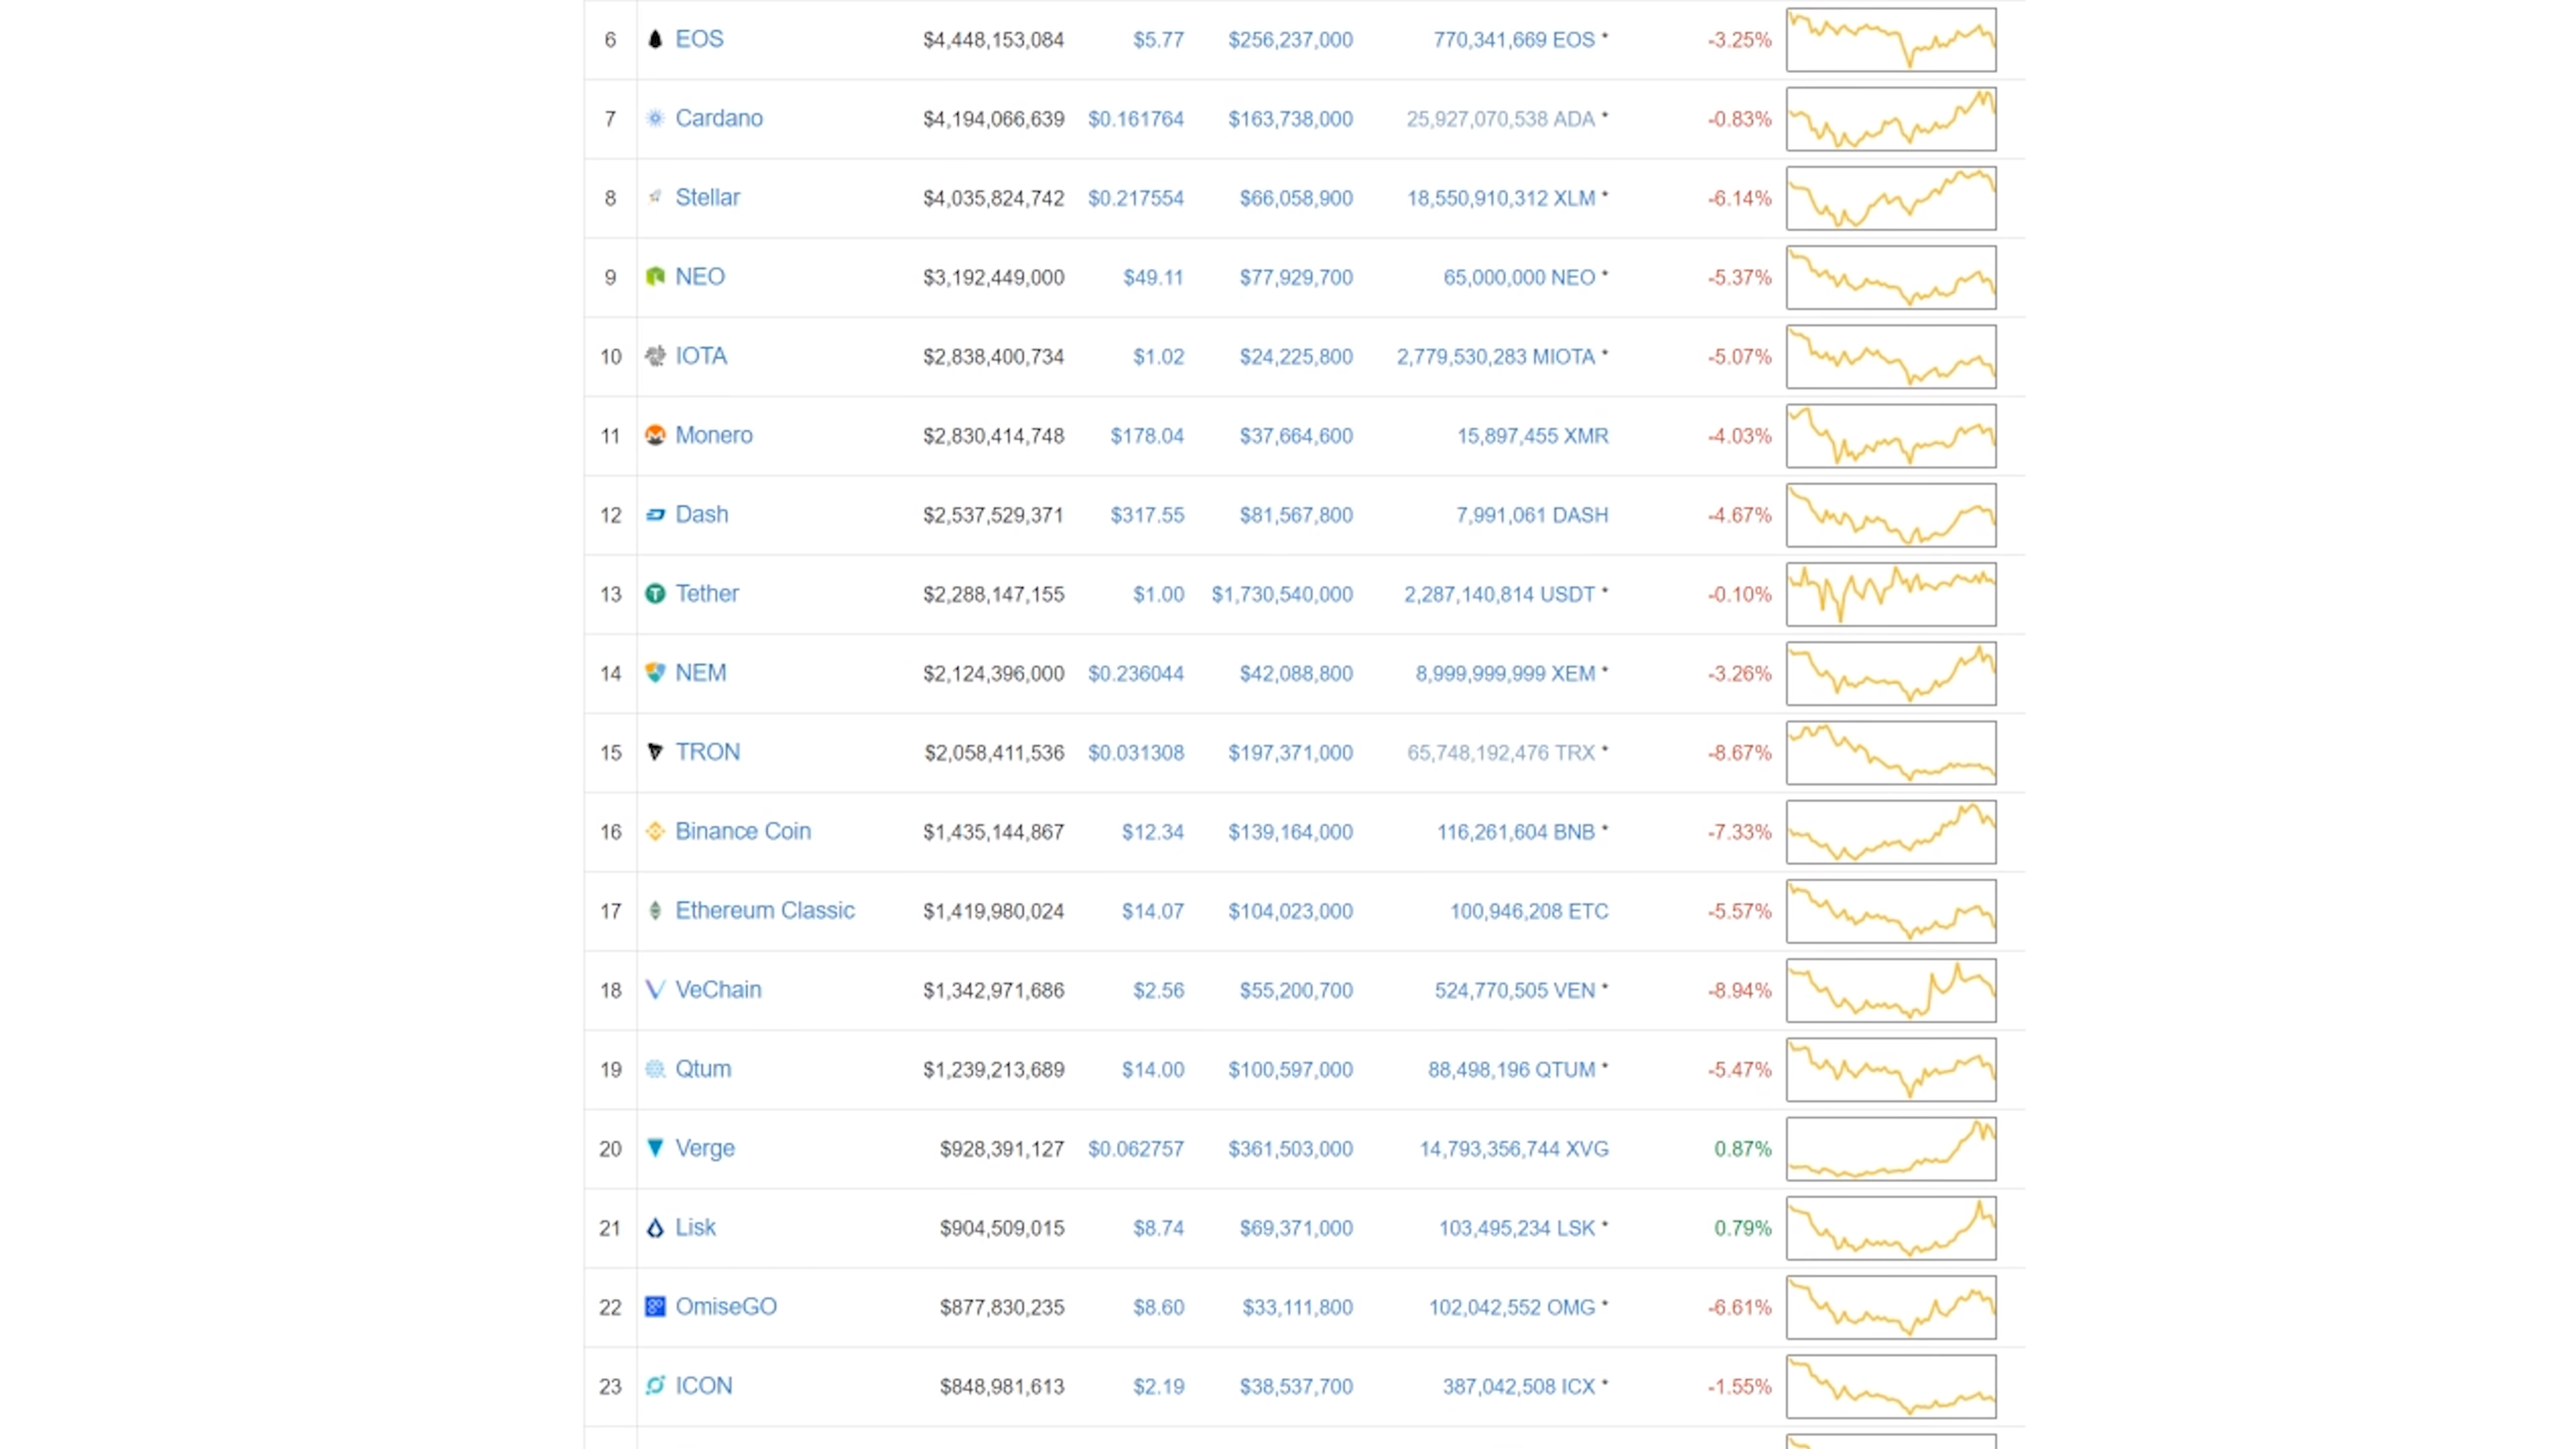 6 EOS $4,448,153,084 $5.77 $256,237,000 770,341,669 EOS * -3.25%
7 Cardano $4,194,066,639 $0.161764 $163,738,000 25,927,070,538 ADA * -0.83%
8 Stellar $4,035,824,742 $0.217554 $66,058,900 18,550,910,312 XLM * -6.14%
9 NEO $3,192,449,000 $49.11 $77,929,700 65,000,000 NEO * -5.37%
10 IOTA $2,838,400,734 $1.02 $24,225,800 2,779,530,283 MIOTA * -5.07%
11 Monero $2,830,414,748 $178.04 $37,664,600 15,897,455 XMR -4.03%
12 Dash $2,537,529,371 $317.55 $81,567,800 7,991,061 DASH -4.67%
13 Tether $2,288,147,155 $1.00 $1,730,540,000 2,287,140,814 USDT * -0.10%
14 NEM $2,124,396,000 $0.236044 $42,088,800 8,999,999,999 XEM * -3.26%
15 TRON $2,058,411,536 $0.031308 $197,371,000 65,748,192,476 TRX * -8.67%
16 Binance Coin $1,435,144,867 $12.34 $139,164,000 116,261,604 BNB * -7.33%
17 Ethereum Classic $1,419,980,024 $14.07 $104,023,000 100,946,208 ETC -5.57%
18 VeChain $1,342,971,686 $2.56 $55,200,700 524,770,505 VEN * -8.94%
19 Qtum $1,239,213,689 $14.00 $100,597,000 88,498,196 QTUM * -5.47%
20 Verge $928,391,127 $0.062757 $361,503,000 14,793,356,744 XVG 0.87%
21 Lisk $904,509,015 $8.74 $69,371,000 103,495,234 LSK * 0.79%
22 OmiseGO $877,830,235 $8.60 $33,111,800 102,042,552 OMG * -6.61%
23 ICON $848,981,613 $2.19 $38,537,700 387,042,508 ICX * -1.55%